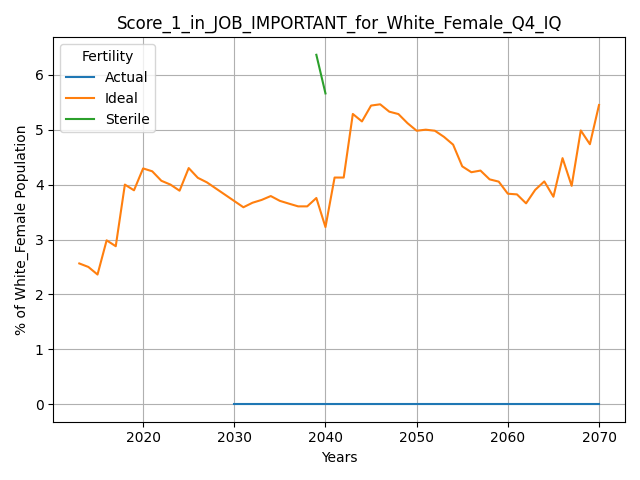 Score_1_in_JOB_IMPORTANT_for_White_Female_Q4_IQ
Fertility
Actual
Ideal
Sterile
% of White_Female Population
6
5
4
3
2
1
0
2020 2030 2040 2050 2060 2070
Years